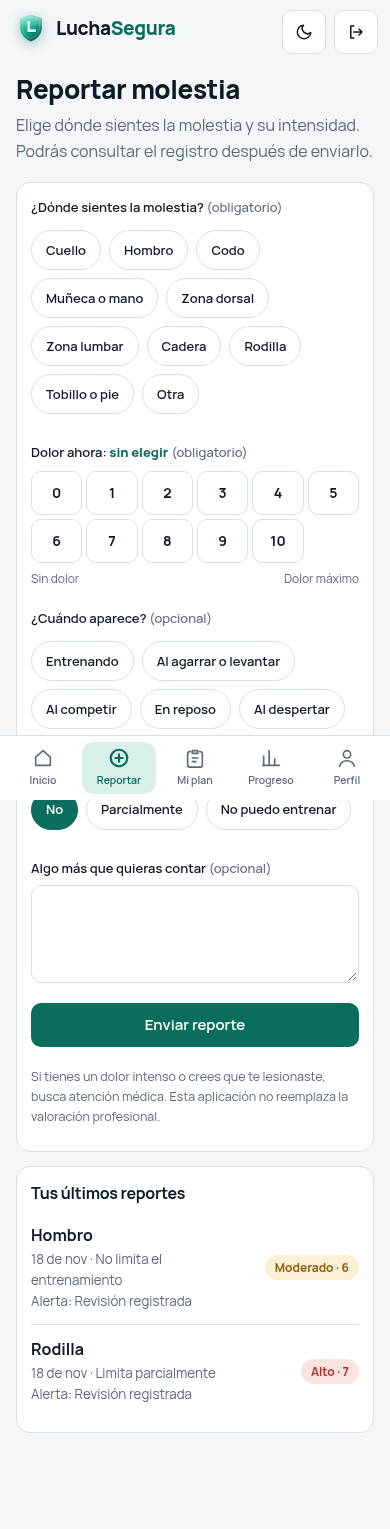 LuchaSegura
Reportar molestia
Elige dónde sientes la molestia y su intensidad.
Podrás consultar el registro después de enviarlo.
¿Dónde sientes la molestia? (obligatorio)
Cuello Hombro Codo
Muñeca o mano Zona dorsal
Zona lumbar Cadera Rodilla
Tobillo o pie Otra
Dolor ahora: sin elegir (obligatorio)
0 1 2 3 4 5
6 7 8 9 10
Sin dolor Dolor máximo
¿Cuándo aparece? (opcional)
Entrenando Al agarrar o levantar
Al competir En reposo Al despertar
Inicio Reportar Mi plan Progreso Perfil
No Parcialmente No puedo entrenar
Algo más que quieras contar (opcional)
Enviar reporte
Si tienes un dolor intenso o crees que te lesionaste,
busca atención médica. Esta aplicación no reemplaza la
valoración profesional.
Tus últimos reportes
Hombro
18 de nov · No limita el
entrenamiento
Alerta: Revisión registrada
Moderado · 6
Rodilla
18 de nov · Limita parcialmente
Alerta: Revisión registrada
Alto · 7